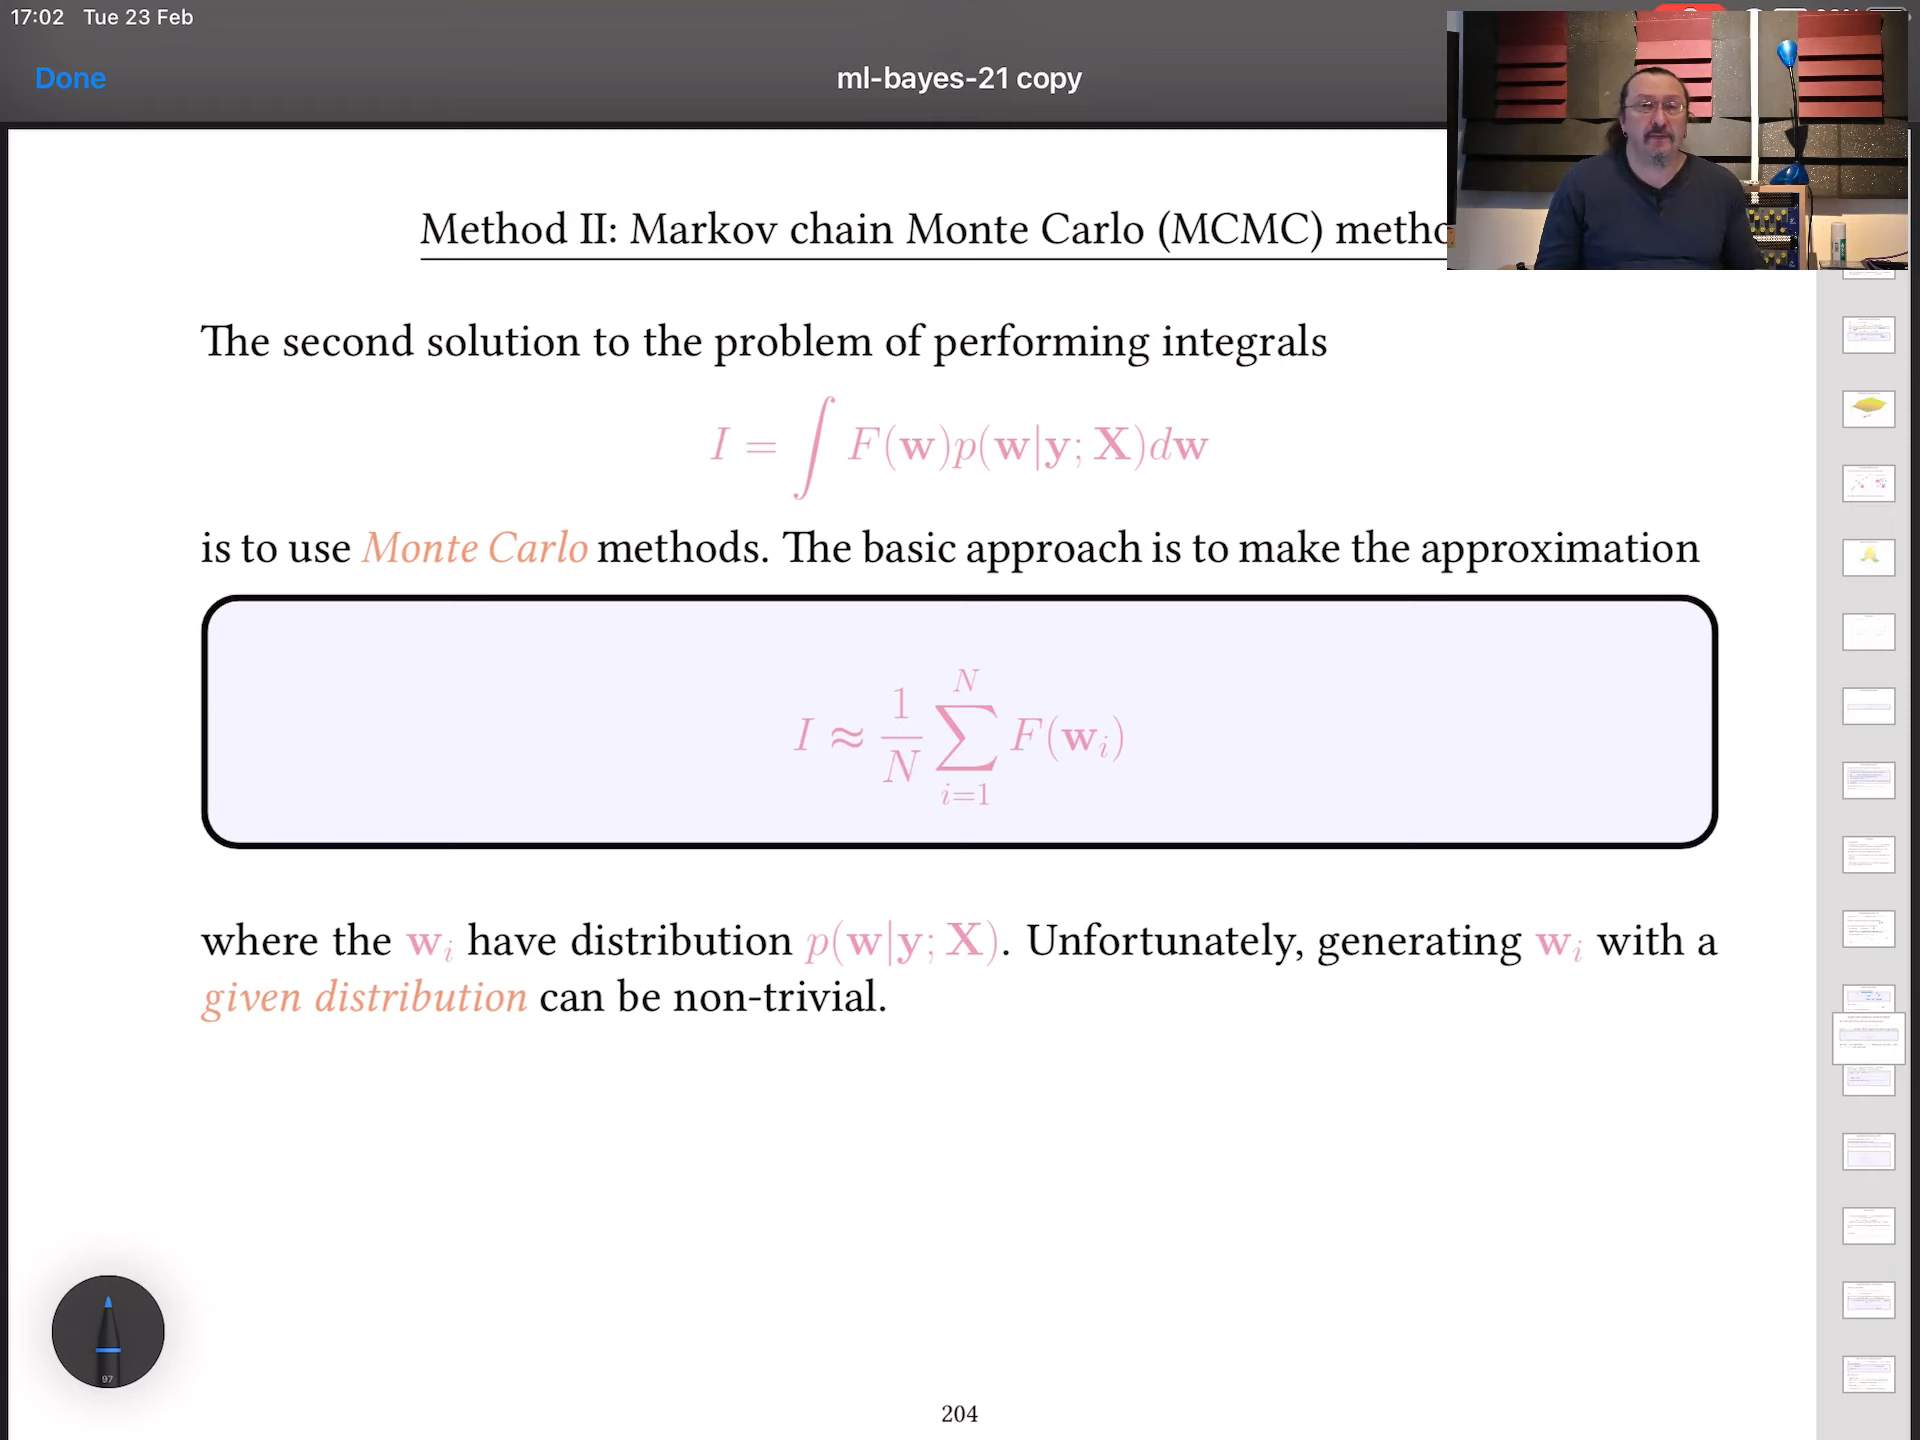 17:02 Tue 23 Feb
Done
ml-bayes-21 copy
Method II: Markov chain Monte Carlo (MCMC) metho
The second solution to the problem of performing integrals
I = ∫ F(w)p(w|y; X)dw
is to use Monte Carlo methods. The basic approach is to make the approximation
I ≈ 1/N ∑_{i=1}^{N} F(w_i)
where the w_i have distribution p(w|y; X). Unfortunately, generating w_i with a
given distribution can be non-trivial.
97
204